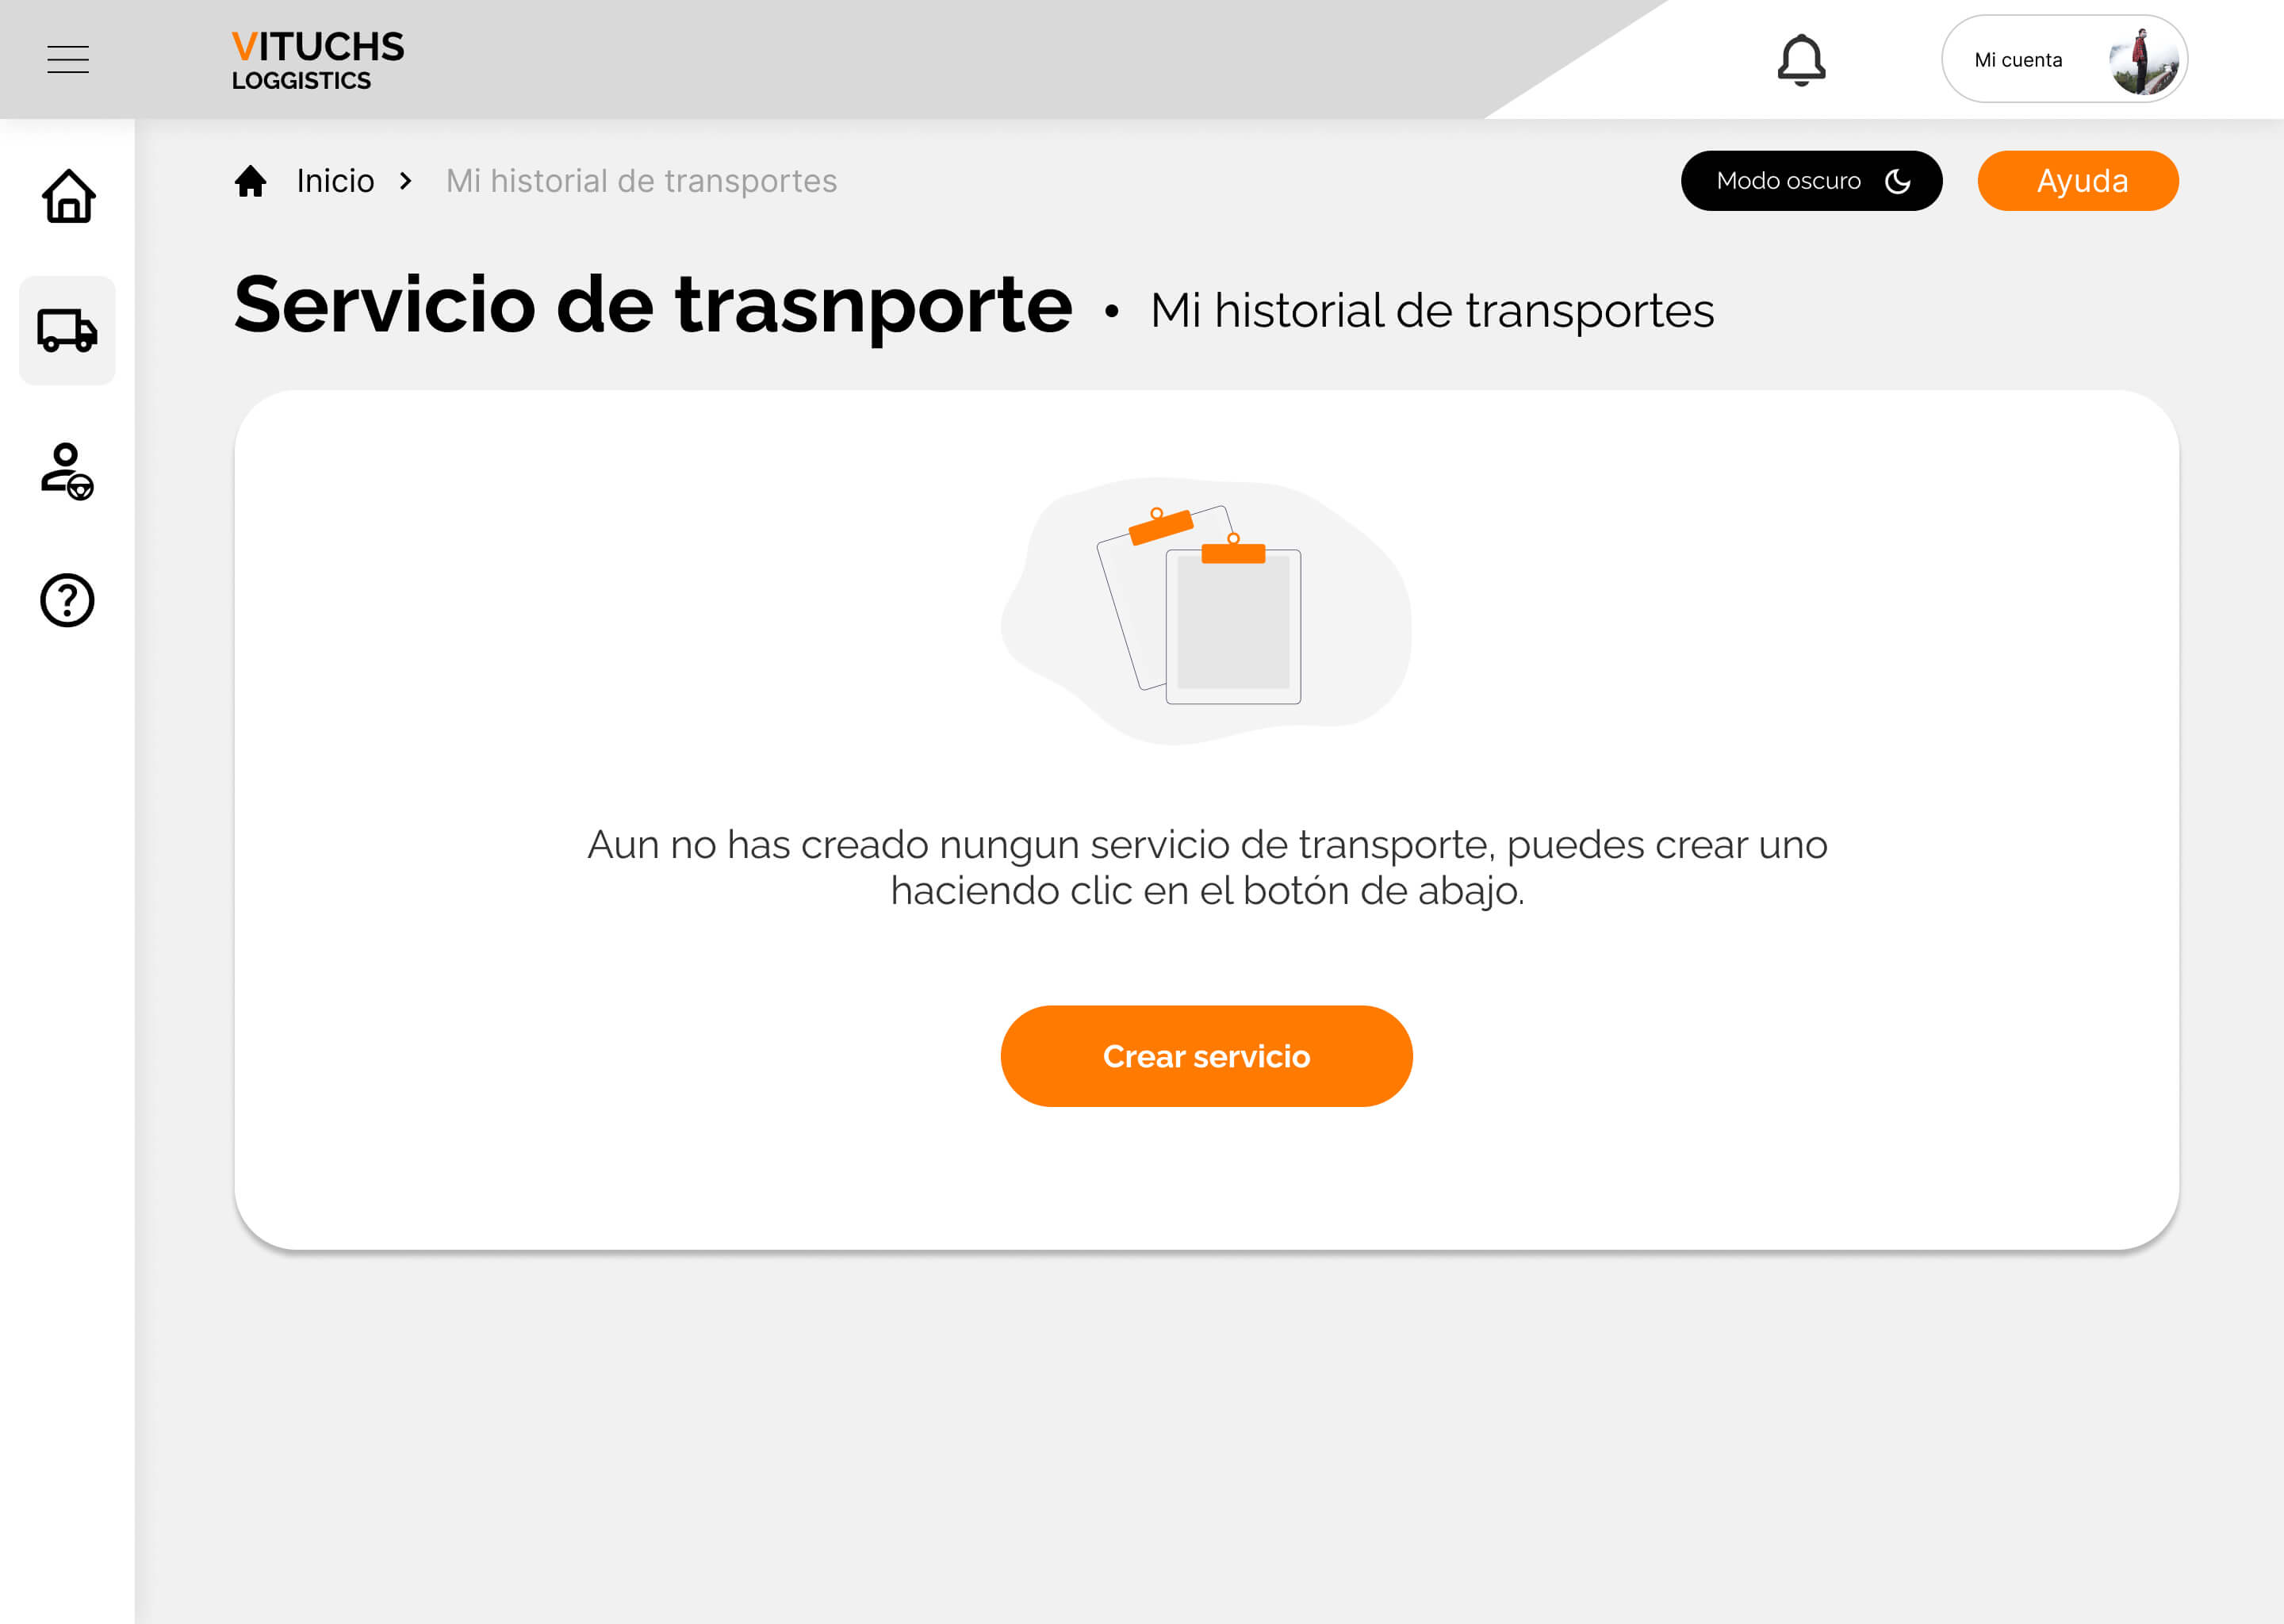 VITUCHS
LOGGISTICS
Mi cuenta
Inicio
Mi historial de transportes
Modo oscuro
Ayuda
Servicio de trasnporte • Mi historial de transportes
Aun no has creado nungun servicio de transporte, puedes crear uno
haciendo clic en el botón de abajo.
Crear servicio